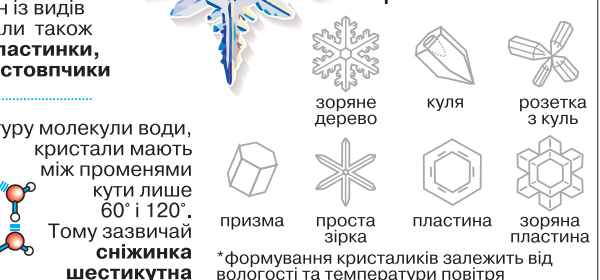 н із видів
али також
пластинки,
стовпчики
туру молекули води,
кристали мають
між променями
кути лише
60° і 120°.
Тому зазвичай
сніжинка
шестикутна
зоряне
дерево
куля
розетка
з куль
призма
проста
зірка
пластина
зоряна
пластина
*формування кристаликів залежить від
вологості та температури повітря